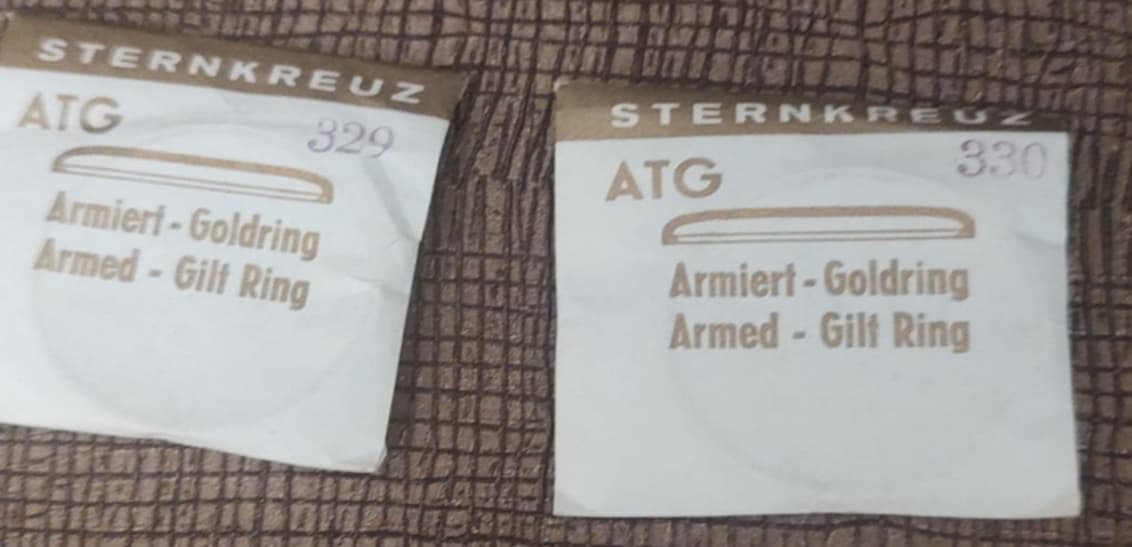 STERNKREUZ
ATG
329
Armiert - Goldring
Armed - Gilt Ring
STERNKREUZ
ATG
330
Armiert - Goldring
Armed - Gilt Ring